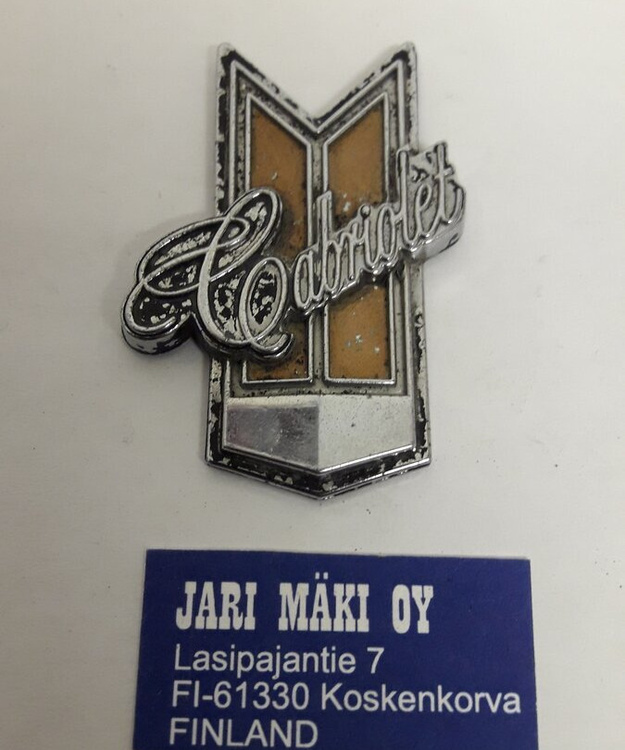 Cabriolet
JARI MÄKI OY
Lasipajantie 7
FI-61330 Koskenkorva
FINLAND